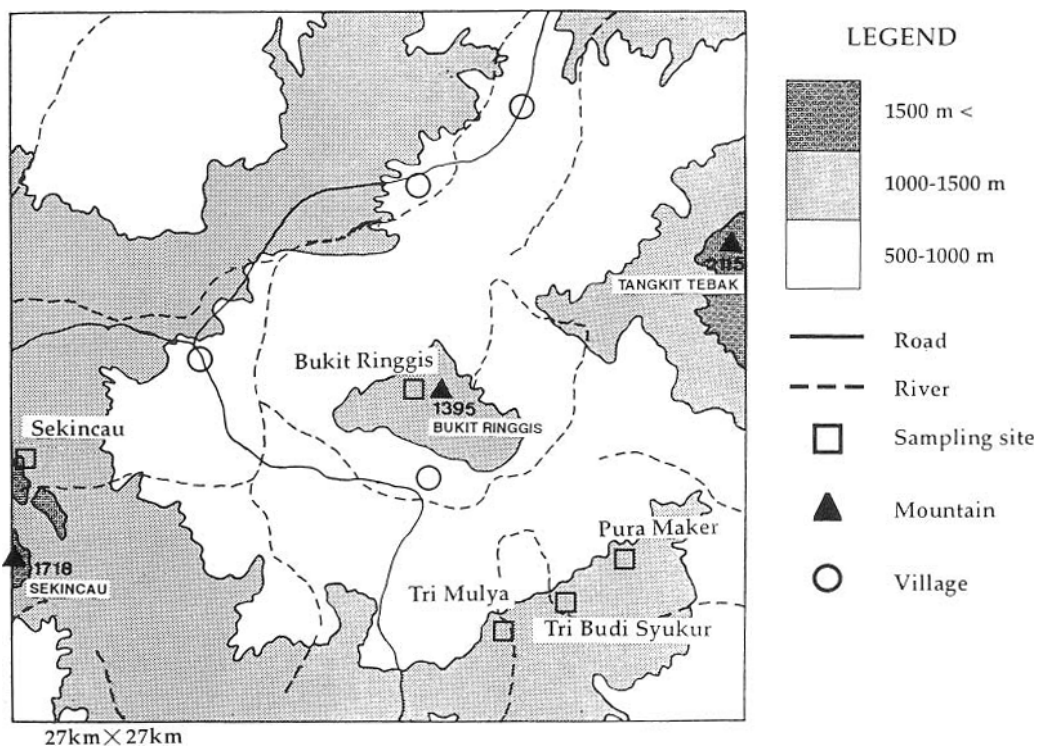 LEGEND
1500 m <
1000-1500 m
500-1000 m
2115
TANGKIT TEBAK
Road
Bukit Ringgis
River
1395
BUKIT RINGGIS
Sekincau
Sampling site
Mountain
Pura Maker
1718
SEKINCAU
Tri Mulya
Village
Tri Budi Syukur
27km×27km